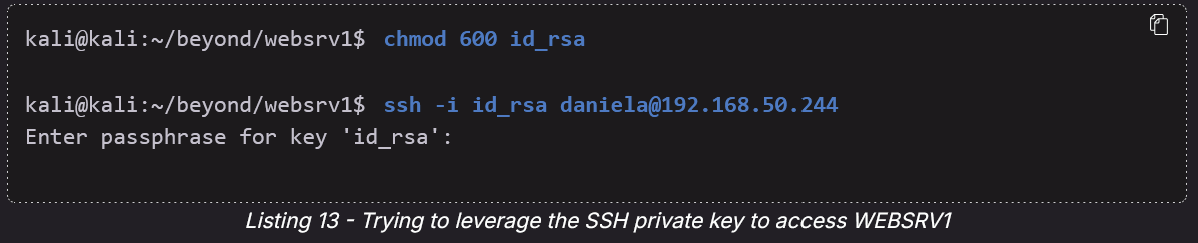 kali@kali:~/beyond/websrv1$ chmod 600 id_rsa
kali@kali:~/beyond/websrv1$ ssh -i id_rsa daniela@192.168.50.244
Enter passphrase for key 'id_rsa':
Listing 13 - Trying to leverage the SSH private key to access WEBSRV1